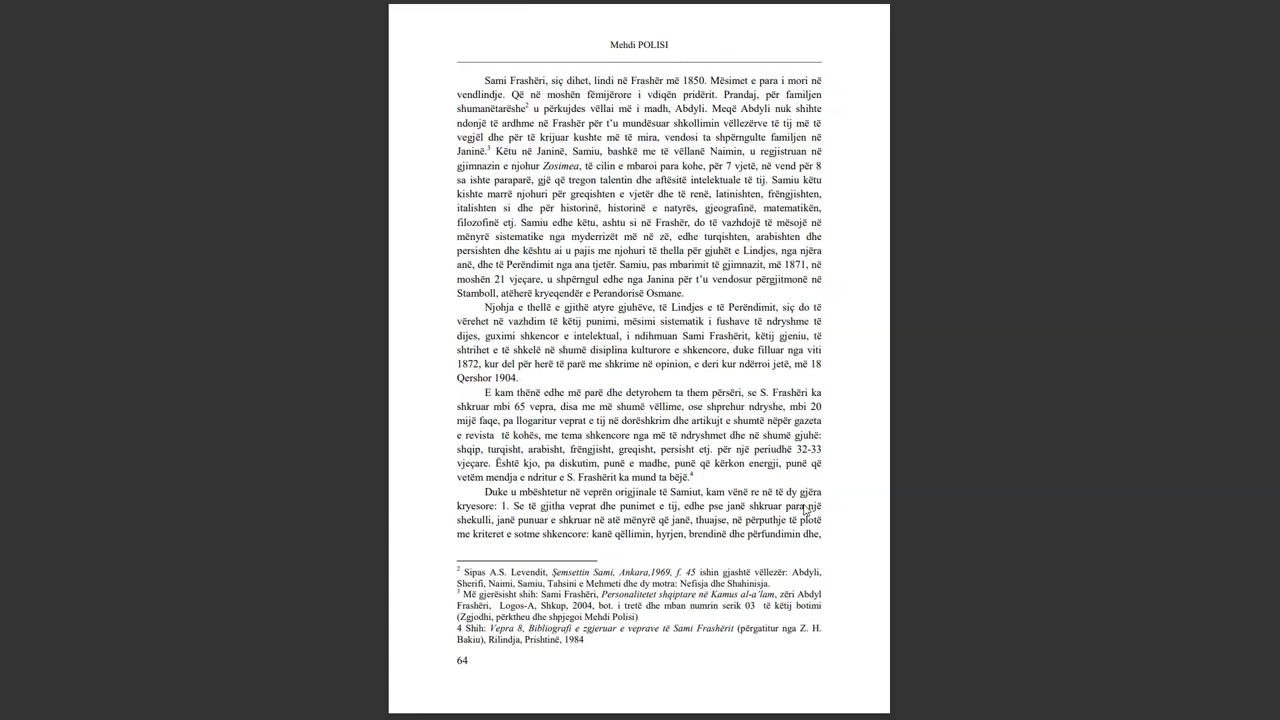 Mehdi POLISI
Sami Frashëri, siç dihet, lindi në Frashër më 1850. Mësimet e para i mori në
vendlindje. Që në moshën fëmijërore i vdiqën pridërit. Prandaj, për familjen
shumanëtarëshe² u përkujdes vëllai më i madh, Abdyli. Meqë Abdyli nuk shihte
ndonjë të ardhme në Frashër për t’u mundësuar shkollimin vëllezërve të tij më të
vegjël dhe për të krijuar kushte më të mira, vendosi ta shpërngulte familjen në
Janinë.³ Këtu në Janinë, Samiu, bashkë me të vëllanë Naimin, u regjistruan në
gjimnazin e njohur Zosimea, të cilin e mbaroi para kohe, për 7 vjetë, në vend për 8
sa ishte paraparë, gjë që tregon talentin dhe aftësitë intelektuale të tij. Samiu këtu
kishte marrë njohuri për greqishten e vjetër dhe të renë, latinishten, frëngjishten,
italishten si dhe për historinë, historinë e natyrës, gjeografinë, matematikën,
filozofinë etj. Samiu edhe këtu, ashtu si në Frashër, do të vazhdojë të mësojë në
mënyrë sistematike nga myderrizët më në zë, edhe turqishten, arabishten dhe
persishten dhe kështu ai u pajis me njohuri të thella për gjuhët e Lindjes, nga njëra
anë, dhe të Perëndimit nga ana tjetër. Samiu, pas mbarimit të gjimnazit, më 1871, në
moshën 21 vjeçare, u shpërngul edhe nga Janina për t’u vendosur përgjitmonë në
Stamboll, atëherë kryeqendër e Perandorisë Osmane.
Njohja e thellë e gjithë atyre gjuhëve, të Lindjes e të Perëndimit, siç do të
vërehet në vazhdim të këtij punimi, mësimi sistematik i fushave të ndryshme të
dijes, guximi shkencor e intelektual, i ndihmuan Sami Frashërit, këtij gjeniu, të
shtrihet e të shkelë në shumë disiplina kulturore e shkencore, duke filluar nga viti
1872, kur del për herë të parë me shkrime në opinion, e deri kur ndërroi jetë, më 18
Qershor 1904.
E kam thënë edhe më parë dhe detyrohem ta them përsëri, se S. Frashëri ka
shkruar mbi 65 vepra, disa me më shumë vëllime, ose shprehur ndryshe, mbi 20
mijë faqe, pa llogaritur veprat e tij në dorëshkrim dhe artikujt e shumtë nëpër gazeta
e revista të kohës, me tema shkencore nga më të ndryshmet dhe në shumë gjuhë:
shqip, turqisht, arabisht, frëngjisht, greqisht, persisht etj. për një periudhë 32-33
vjeçare. Është kjo, pa diskutim, punë e madhe, punë që kërkon energji, punë që
vetëm mendja e ndritur e S. Frashërit ka mund ta bëjë.⁴
Duke u mbështetur në veprën origjinale të Samiut, kam vënë re në të dy gjëra
kryesore: 1. Se të gjitha veprat dhe punimet e tij, edhe pse janë shkruar para një
shekulli, janë punuar e shkruar në atë mënyrë që janë, thuajse, në përputhje të plotë
me kriteret e sotme shkencore: kanë qëllimin, hyrjen, brendinë dhe përfundimin dhe,
² Sipas A.S. Levendit, Şemsettin Sami, Ankara,1969, f. 45 ishin gjashtë vëllezër: Abdyli,
Sherifi, Naimi, Samiu, Tahsini e Mehmeti dhe dy motra: Nefisja dhe Shahinisja.
³ Më gjerësisht shih: Sami Frashëri, Personalitetet shqiptare në Kamus al-a’lam, zëri Abdyl
Frashëri, Logos-A, Shkup, 2004, bot. i tretë dhe mban numrin serik 03 të këtij botimi
(Zgjodhi, përktheu dhe shpjegoi Mehdi Polisi)
4 Shih: Vepra 8, Bibliografi e zgjeruar e veprave të Sami Frashërit (përgatitur nga Z. H.
Bakiu), Rilindja, Prishtinë, 1984
64